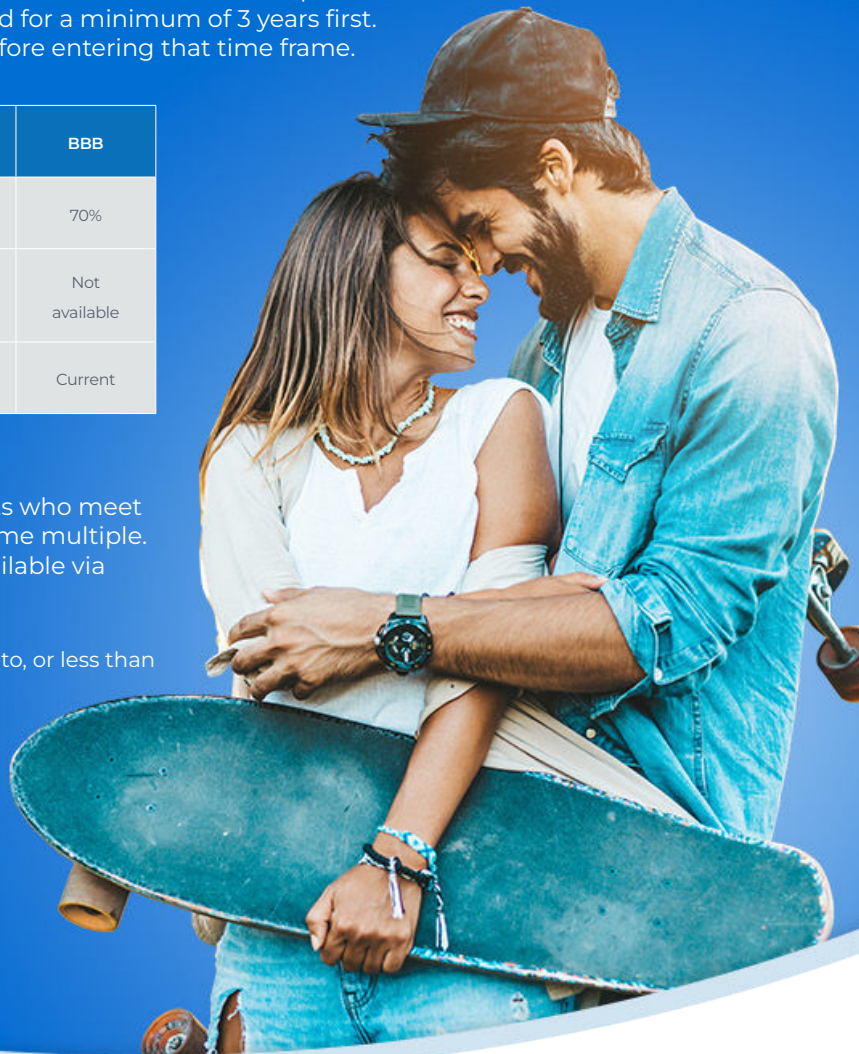 d for a minimum of 3 years first.
fore entering that time frame.
BBB
70%
Not
available
Current
s who meet
me multiple.
ilable via
to, or less than